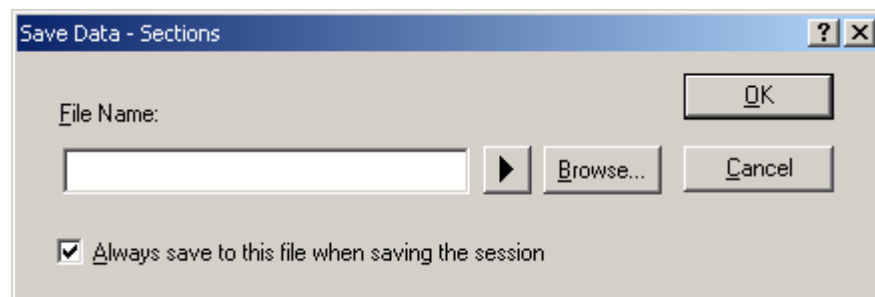 Save Data - Sections
OK
File Name:
Browse...
Cancel
Always save to this file when saving the session